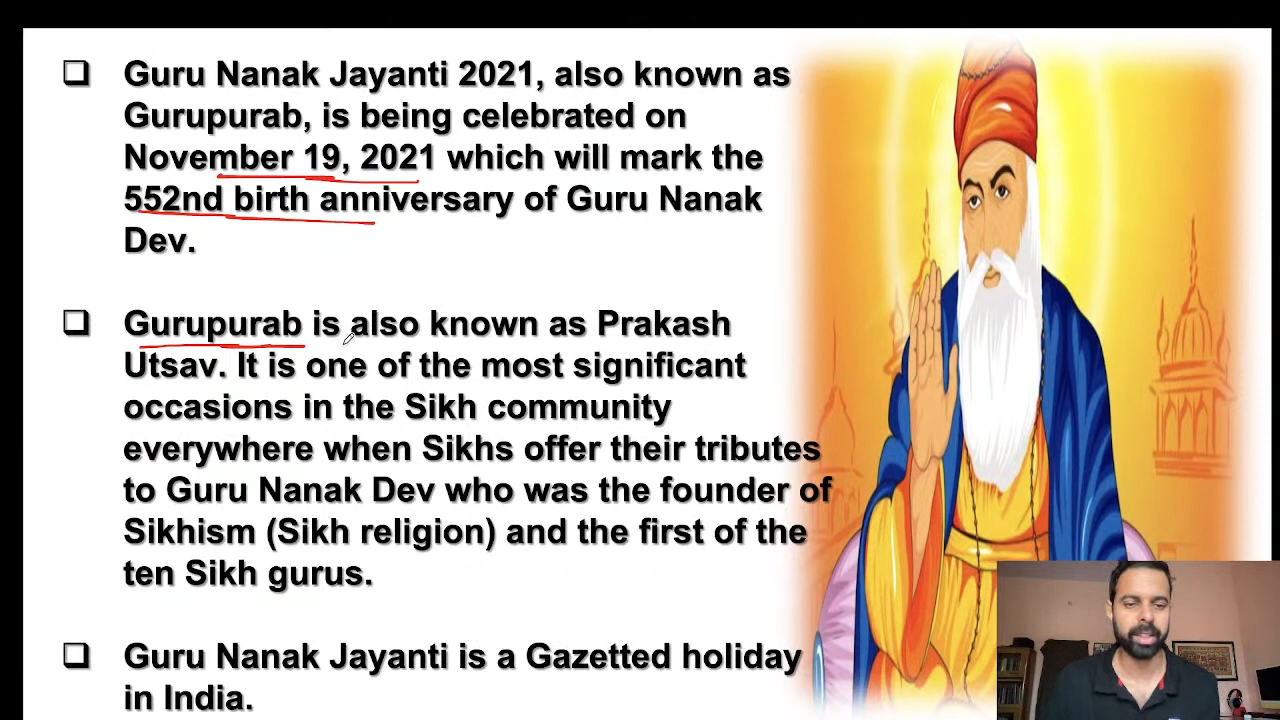 Guru Nanak Jayanti 2021, also known as
Gurupurab, is being celebrated on
November 19, 2021 which will mark the
552nd birth anniversary of Guru Nanak
Dev.
Gurupurab is also known as Prakash
Utsav. It is one of the most significant
occasions in the Sikh community
everywhere when Sikhs offer their tributes
to Guru Nanak Dev who was the founder of
Sikhism (Sikh religion) and the first of the
ten Sikh gurus.
Guru Nanak Jayanti is a Gazetted holiday
in India.